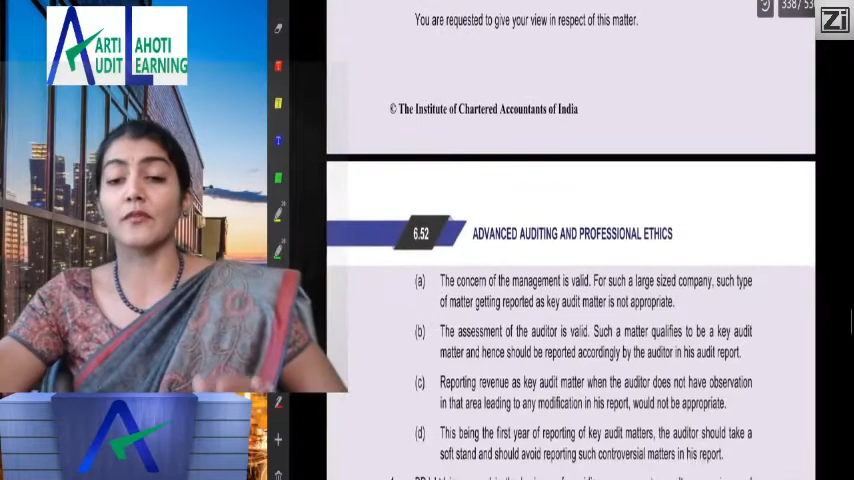 ARTI LAHOTI
AUDIT LEARNING
338/53
Zi
You are requested to give your view in respect of this matter.
© The Institute of Chartered Accountants of India
6.52 ADVANCED AUDITING AND PROFESSIONAL ETHICS
(a) The concern of the management is valid. For such a large sized company, such type
of matter getting reported as key audit matter is not appropriate.
(b) The assessment of the auditor is valid. Such a matter qualifies to be a key audit
matter and hence should be reported accordingly by the auditor in his audit report.
(c) Reporting revenue as key audit matter when the auditor does not have observation
in that area leading to any modification in his report, would not be appropriate.
(d) This being the first year of reporting of key audit matters, the auditor should take a
soft stand and should avoid reporting such controversial matters in his report.